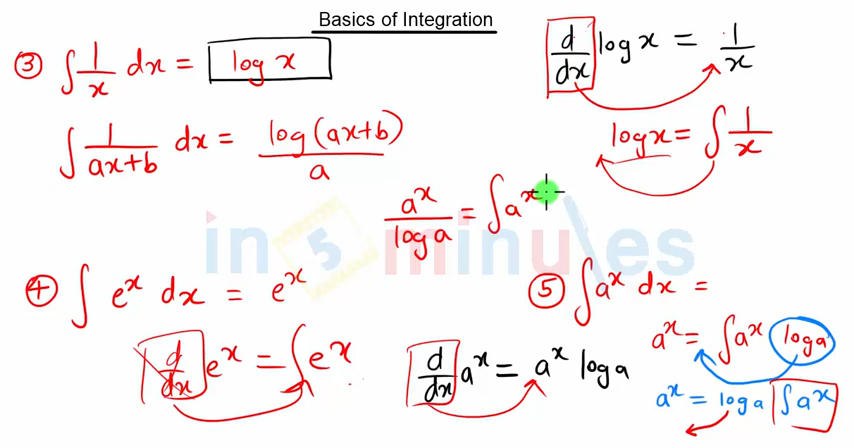 Basics of Integration
③ ∫ 1/x dx = log x
d/dx log x = 1/x
∫ 1/(ax+b) dx = log(ax+b)/a
log x = ∫ 1/x
a^x/log a = ∫ a^x
in 5 minutes
④ ∫ e^x dx = e^x
⑤ ∫ a^x dx =
a^x = ∫ a^x log a
d/dx e^x = ∫ e^x
d/dx a^x = a^x log a
a^x = log a ∫ a^x